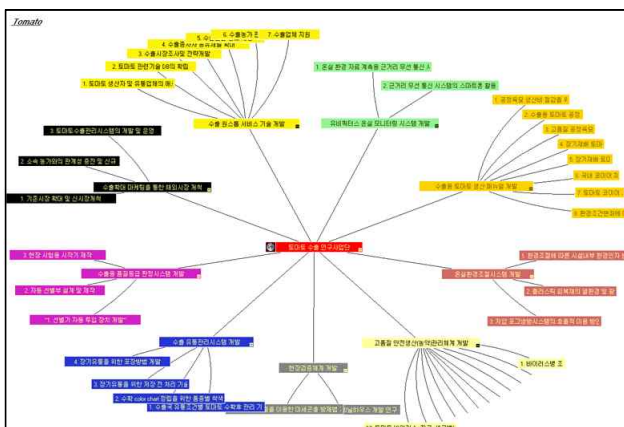 Tomato
6. 수출농가 조
7. 수출업체 지원
3. 수출시장조사및 전략개발
2. 토마토 관련기술 DB의 확립
1. 토마토 생산자 및 유통업체의
수출 원스톱 서비스 기술 개발
1. 온실 환경 자료 계측용 근거리 무선 통신 시
2. 근거리 무선 통신 시스템의 스마트폰 활용
유비쿼터스 온실 모니터링 시스템 개발
1. 공정육묘 생산비 절감용
2. 수출용 토마토 공정
3. 고품질 공정육묘
4. 장기재배 토마
5. 장기재배 토마
7. 토마토 코이어
8. 환경조건변화에
수출용 토마토 생산 매뉴얼 개발
3. 토마토수출관리시스템의 개발 및 운영
2. 소속 농가와의 관계성 증진 및 신규
1. 기존시장 확대 및 신시장개척
수출확대 마케팅을 통한 해외시장 개척
토마토 수출 연구사업단
3. 현장 시범용 시작기 제작
2. 자동 선별부 설계 및 제작
"1. 선별기 자동 투입 장치 개발"
수출용 품질등급 판정시스템 개발
1. 환경조절에 따른 시설내부 환경인자
2. 플라스틱 피복재의 열환경 및 광
3. 저압 포그냉방시스템의 효율적 이용
온실환경조절시스템 개발
수출 유통관리시스템 개발
4. 장기유통을 위한 포장방법 개발
3. 장기유통을 위한 저장 전 처리 기술
2. 수확 color chart 정립을 위한 품종별 착색
1. 수출국 유통조건별 토마토 수확후 관리 기
현장검증체계 개발
이용한 미세곤충 방제법
비닐하우스 개발 연구
고품질 안전생산(농약)관리체계 개발
1. 바이러스병 조